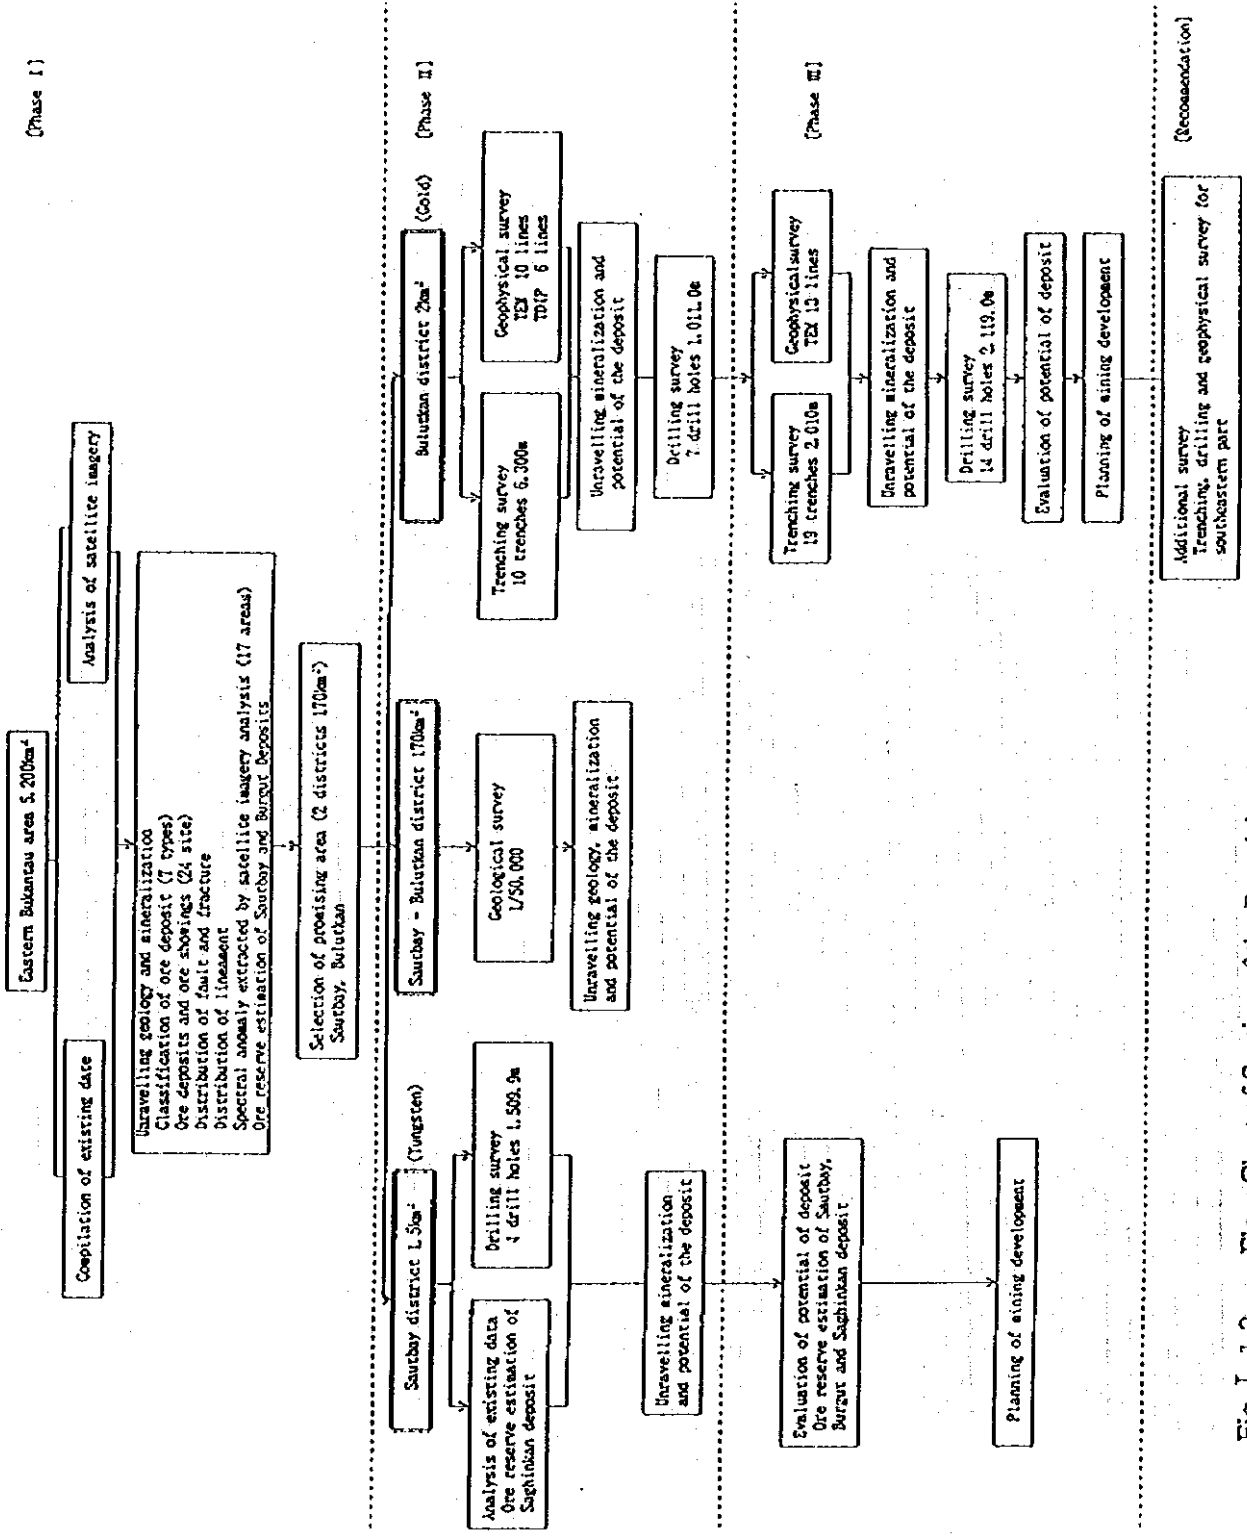 [Phase I]
Eastern Bukantau area 5.200km²
Compilation of existing date
Analysis of satellite imagery
Unravelling geology and mineralization
Classification of ore deposit (7 types)
Ore deposits and ore showings (24 site)
Distribution of fault and fracture
Distribution of lineament
Spectral anomaly extracted by satellite imagery analysis (17 areas)
Ore reserve estimation of Sautbay and Burgut Deposits
Selection of promising area (2 districts 170km²)
Sautbay, Bulutkan
[Phase II]
Sautbay district 1.5km²
(Tungsten)
Sautbay - Bulutkan district 170km²
Bulutkan district 2km²
(Gold)
Analysis of existing data
Ore reserve estimation of
Saghinkan deposit
Drilling survey
4 drill holes 1.509.9m
Geological survey
1/50.000
Trenching survey
10 trenches 6.300m
Geophysical survey
TEX 10 lines
TDIP 6 lines
Unravelling mineralization
and potential of the deposit
Unravelling geology, mineralization
and potential of the deposit
Unravelling mineralization and
potential of the deposit
Drilling survey
7 drill holes 1.011.0m
[Phase III]
Evaluation of potential of deposit
Ore reserve estimation of Sautbay,
Burgut and Saghinkan deposit
Planning of mining development
Trenching survey
19 trenches 2.010m
Geophysical survey
TEX 13 lines
Unravelling mineralization and
potential of the deposit
Drilling survey
14 drill holes 2.119.0m
Evaluation of potential of deposit
Planning of mining development
[Recommendation]
Additional survey
Trenching, drilling and geophysical survey for
southeastern part